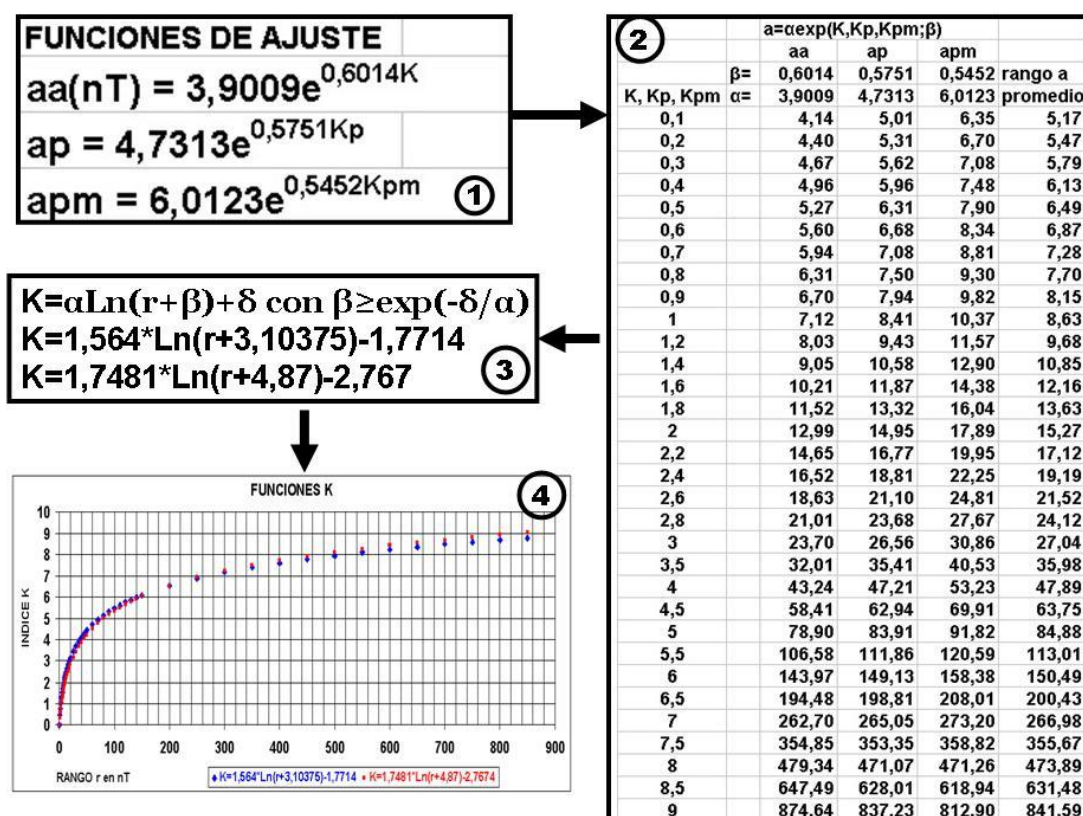 FUNCIONES DE AJUSTE
aa(nT) = 3,9009e^0,6014K
ap = 4,7313e^0,5751Kp
apm = 6,0123e^0,5452Kpm
1
2
a=αexp(K,Kp,Kpm;β)
aa ap apm
β= 0,6014 0,5751 0,5452 rango a
K, Kp, Kpm α= 3,9009 4,7313 6,0123 promedio
0,1 4,14 5,01 6,35 5,17
0,2 4,40 5,31 6,70 5,47
0,3 4,67 5,62 7,08 5,79
0,4 4,96 5,96 7,48 6,13
0,5 5,27 6,31 7,90 6,49
0,6 5,60 6,68 8,34 6,87
0,7 5,94 7,08 8,81 7,28
0,8 6,31 7,50 9,30 7,70
0,9 6,70 7,94 9,82 8,15
1 7,12 8,41 10,37 8,63
1,2 8,03 9,43 11,57 9,68
1,4 9,05 10,58 12,90 10,85
1,6 10,21 11,87 14,38 12,16
1,8 11,52 13,32 16,04 13,63
2 12,99 14,95 17,89 15,27
2,2 14,65 16,77 19,95 17,12
2,4 16,52 18,81 22,25 19,19
2,6 18,63 21,10 24,81 21,52
2,8 21,01 23,68 27,67 24,12
3 23,70 26,56 30,86 27,04
3,5 32,01 35,41 40,53 35,98
4 43,24 47,21 53,23 47,89
4,5 58,41 62,94 69,91 63,75
5 78,90 83,91 91,82 84,88
5,5 106,58 111,86 120,59 113,01
6 143,97 149,13 158,38 150,49
6,5 194,48 198,81 208,01 200,43
7 262,70 265,05 273,20 266,98
7,5 354,85 353,35 358,82 355,67
8 479,34 471,07 471,26 473,89
8,5 647,49 628,01 618,94 631,48
9 874,64 837,23 812,90 841,59
K=αLn(r+β)+δ con β≥exp(-δ/α)
K=1,564*Ln(r+3,10375)-1,7714
K=1,7481*Ln(r+4,87)-2,767
3
FUNCIONES K
4
INDICE K
10
9
8
7
6
5
4
3
2
1
0
0 100 200 300 400 500 600 700 800 900
RANGO r en nT
K=1,564*Ln(r+3,10375)-1,7714 K=1,7481*Ln(r+4,87)-2,7674